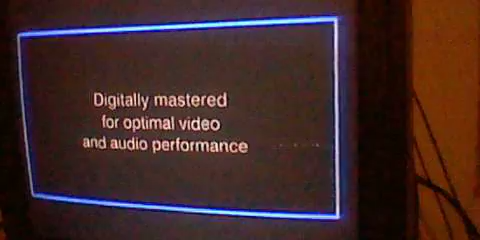 Digitally mastered
for optimal video
and audio performance